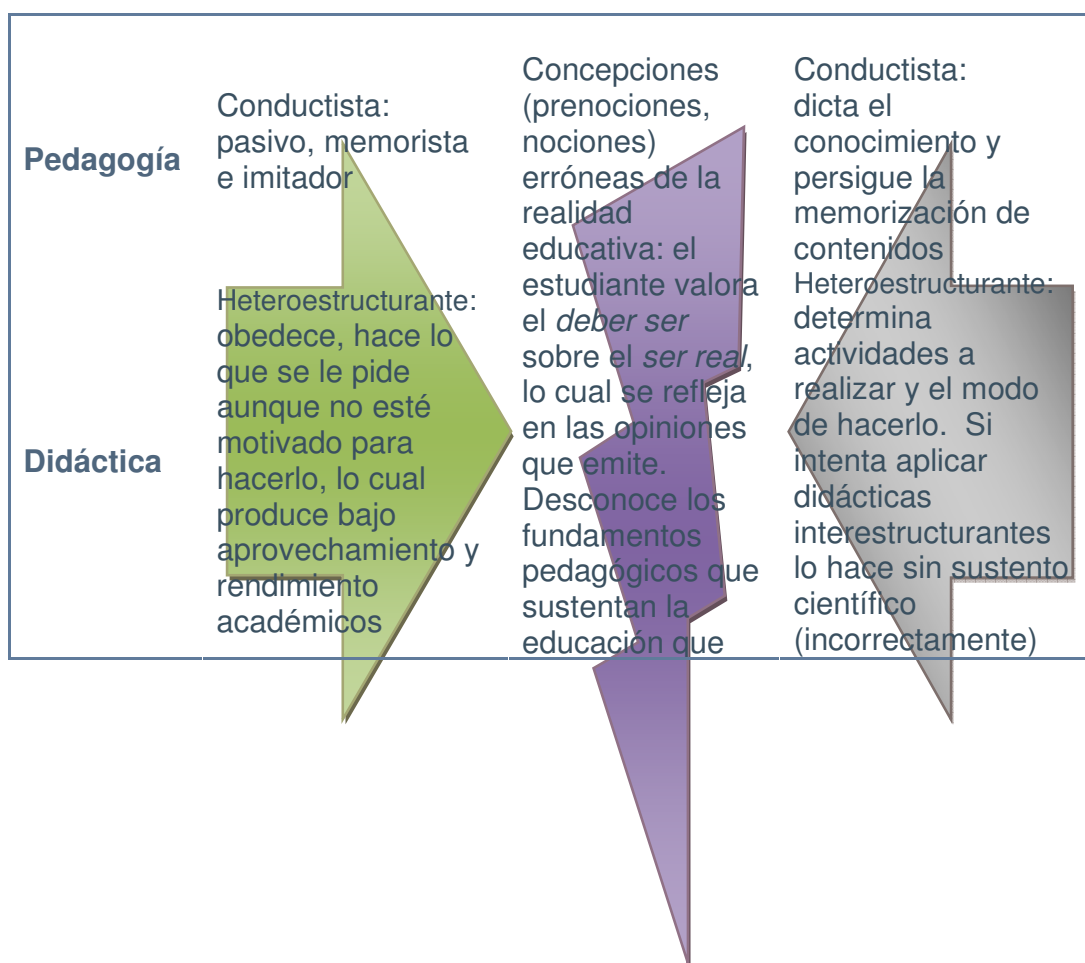 Pedagogía
Conductista:
pasivo, memorista
e imitador
Concepciones
(prenociones,
nociones)
erróneas de la
realidad
educativa: el
estudiante valora
el deber ser
sobre el ser real,
lo cual se refleja
en las opiniones
que emite.
Desconoce los
fundamentos
pedagógicos que
sustentan la
educación que
Conductista:
dicta el
conocimiento y
persigue la
memorización de
contenidos
Didáctica
Heteroestructurante:
obedece, hace lo
que se le pide
aunque no esté
motivado para
hacerlo, lo cual
produce bajo
aprovechamiento y
rendimiento
académicos
Heteroestructurante:
determina
actividades a
realizar y el modo
de hacerlo. Si
intenta aplicar
didácticas
interestructurantes
lo hace sin sustento
científico
(incorrectamente)